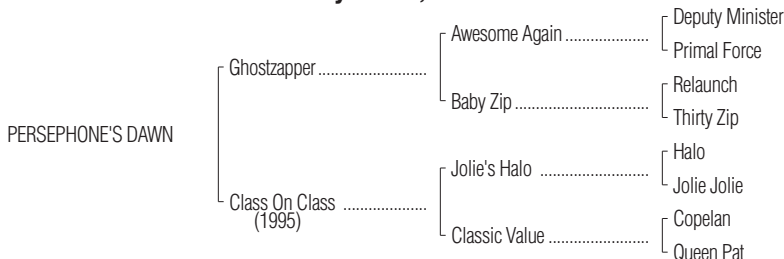 Deputy Minister
Awesome Again ..................
Primal Force
Ghostzapper ..........................
Relaunch
Baby Zip ................................
Thirty Zip
PERSEPHONE'S DAWN
Halo
Jolie's Halo ..........................
Jolie Jolie
Class On Class ....................
(1995)
Copelan
Classic Value ........................
Queen Pat